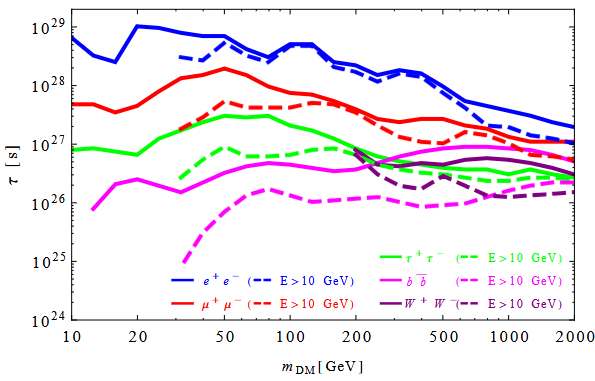 10^29
10^28
10^27
10^26
10^25
10^24
τ [s]
10 20 50 100 200 500 1000 2000
m_DM [GeV]
τ+ τ− ( E>10 GeV)
e+ e− ( E>10 GeV) b b̅ ( E>10 GeV)
μ+ μ− ( E>10 GeV) W+ W− ( E>10 GeV)